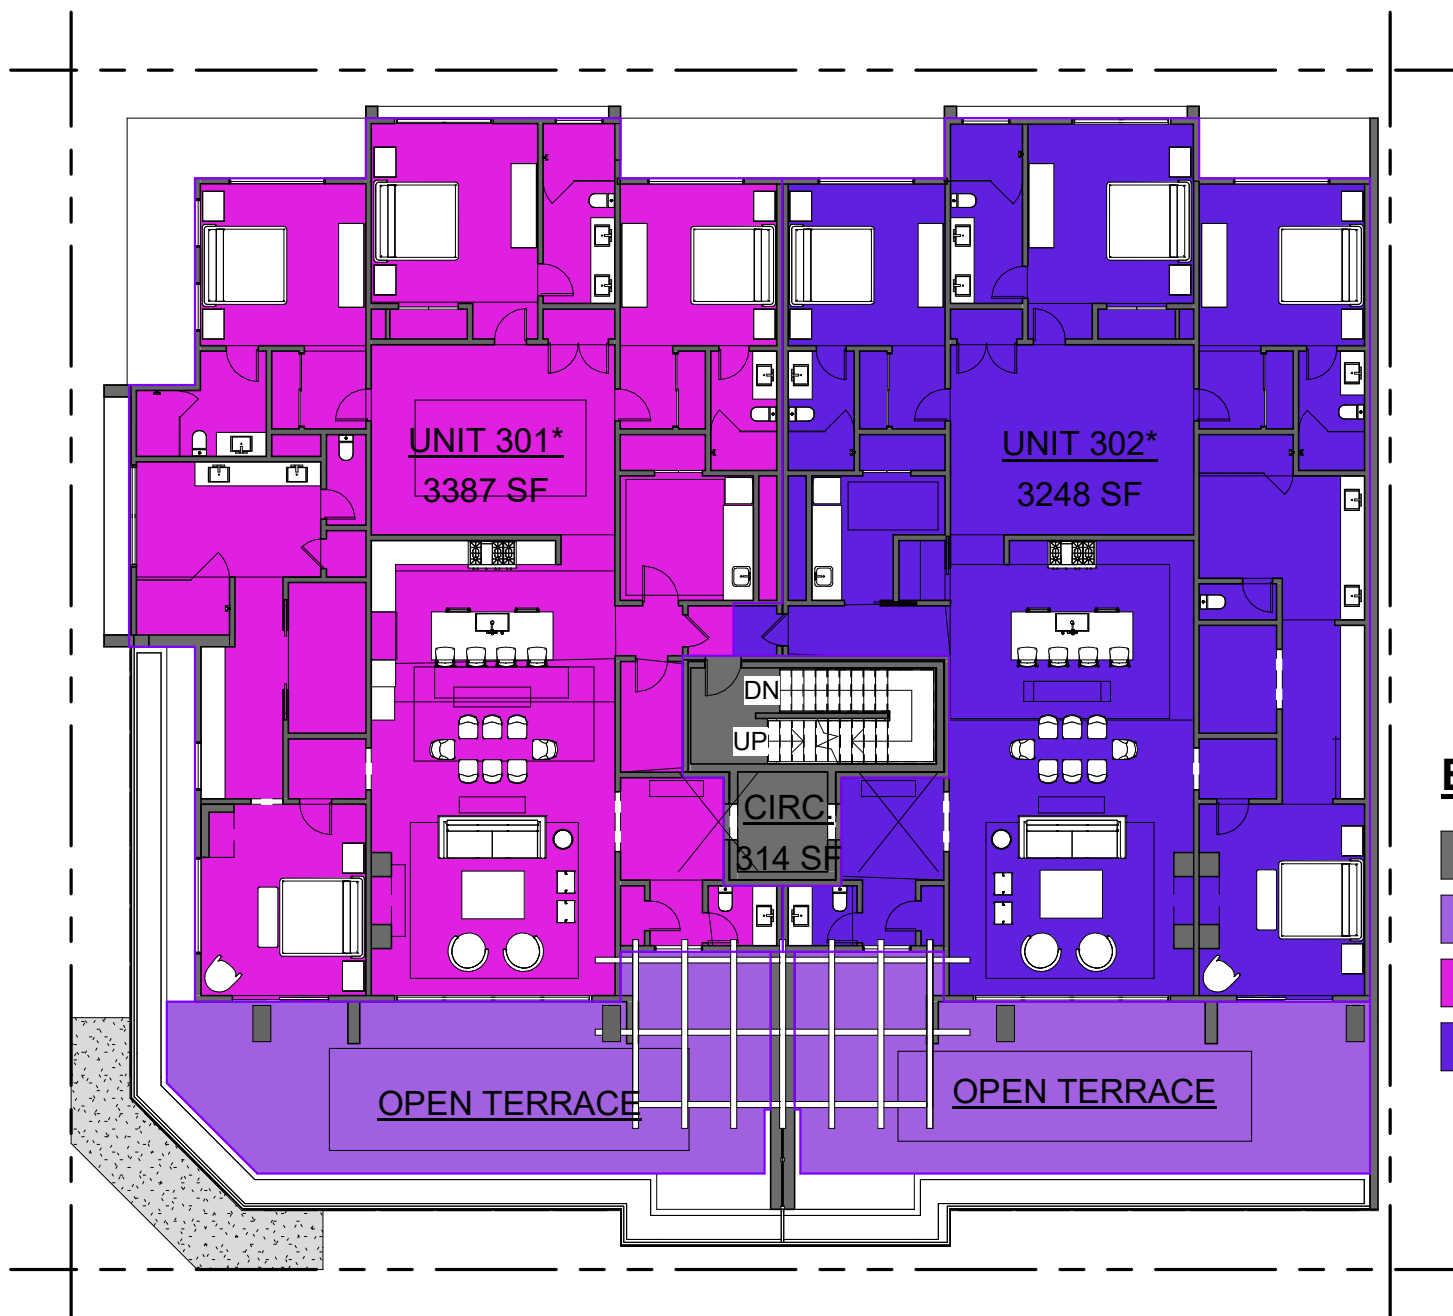 UNIT 301*
3387 SF
UNIT 302*
3248 SF
DN
UP
CIRC.
314 SF
OPEN TERRACE
OPEN TERRACE